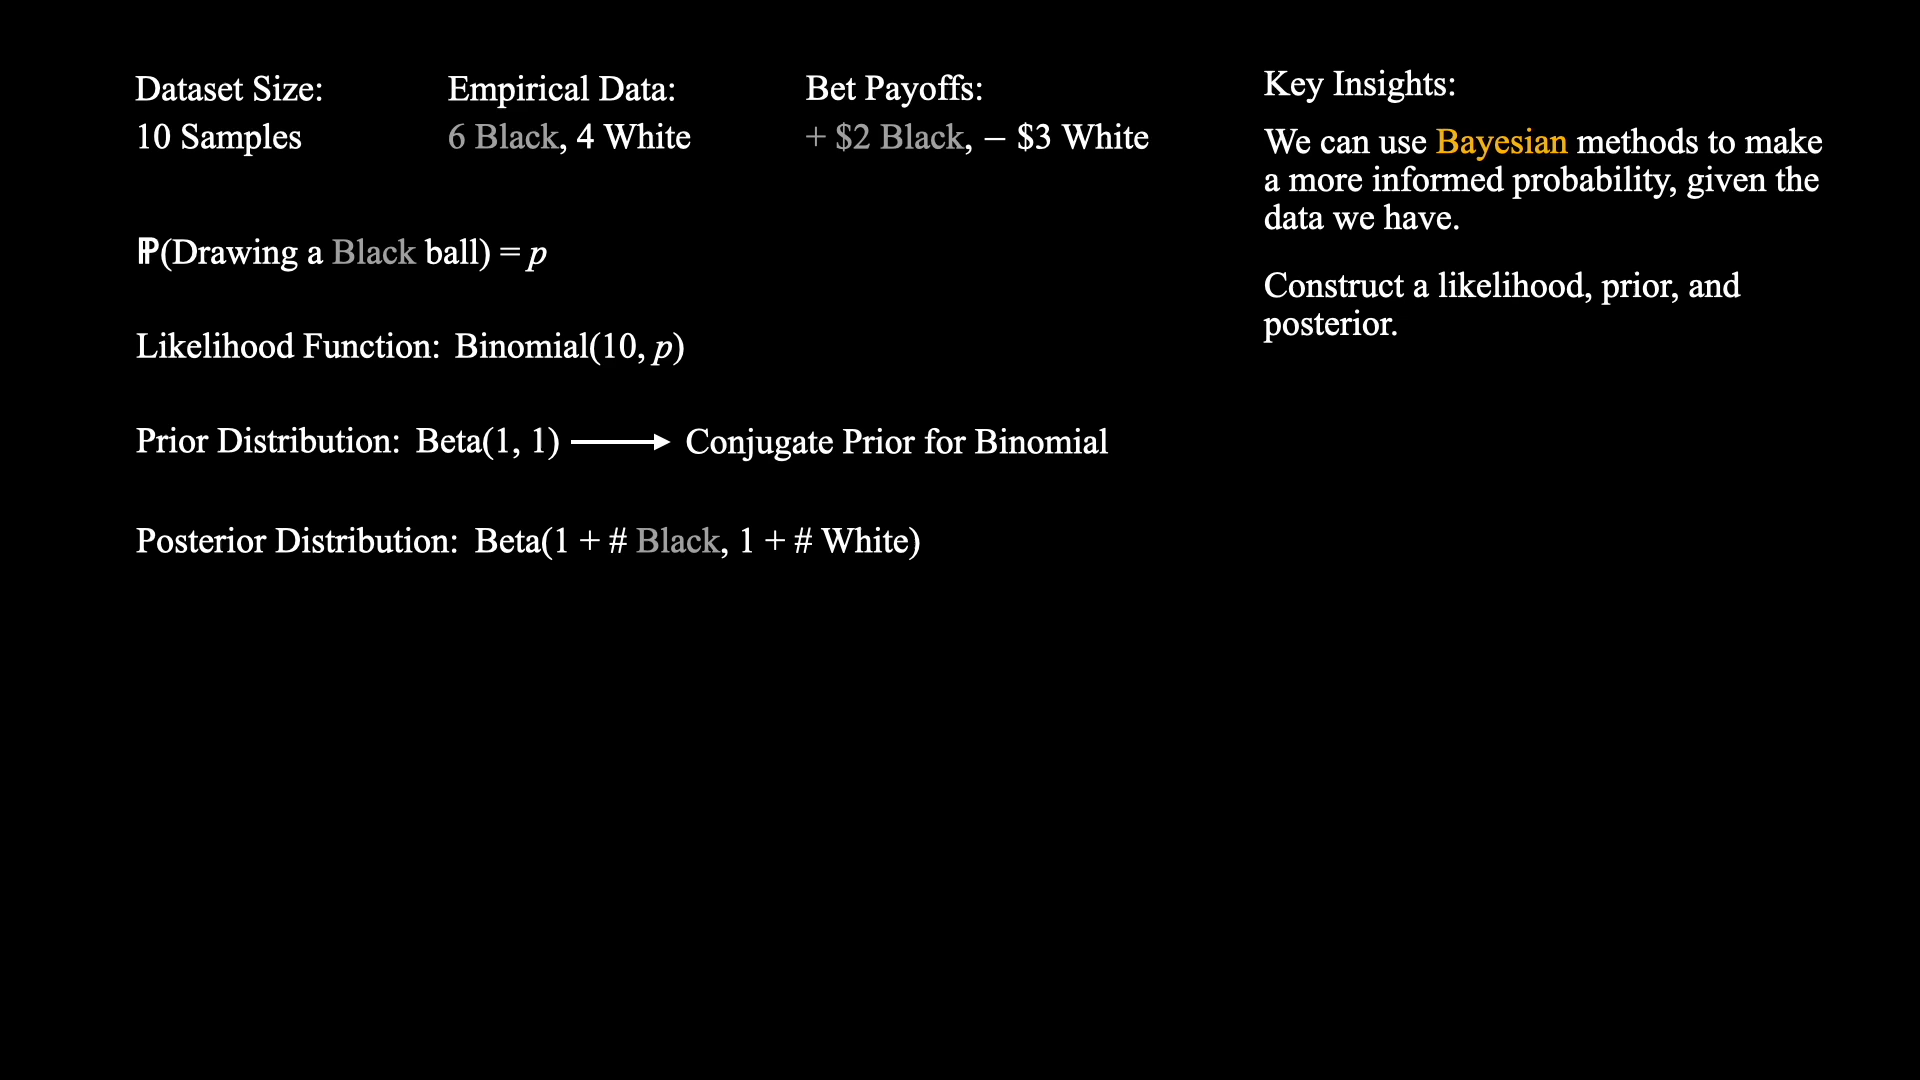 Dataset Size:
10 Samples
Empirical Data:
6 Black, 4 White
Bet Payoffs:
+ $2 Black, – $3 White
ℙ(Drawing a Black ball) = p
Likelihood Function: Binomial(10, p)
Prior Distribution: Beta(1, 1) ⟶ Conjugate Prior for Binomial
Posterior Distribution: Beta(1 + # Black, 1 + # White)
Key Insights:
We can use Bayesian methods to make
a more informed probability, given the
data we have.
Construct a likelihood, prior, and
posterior.